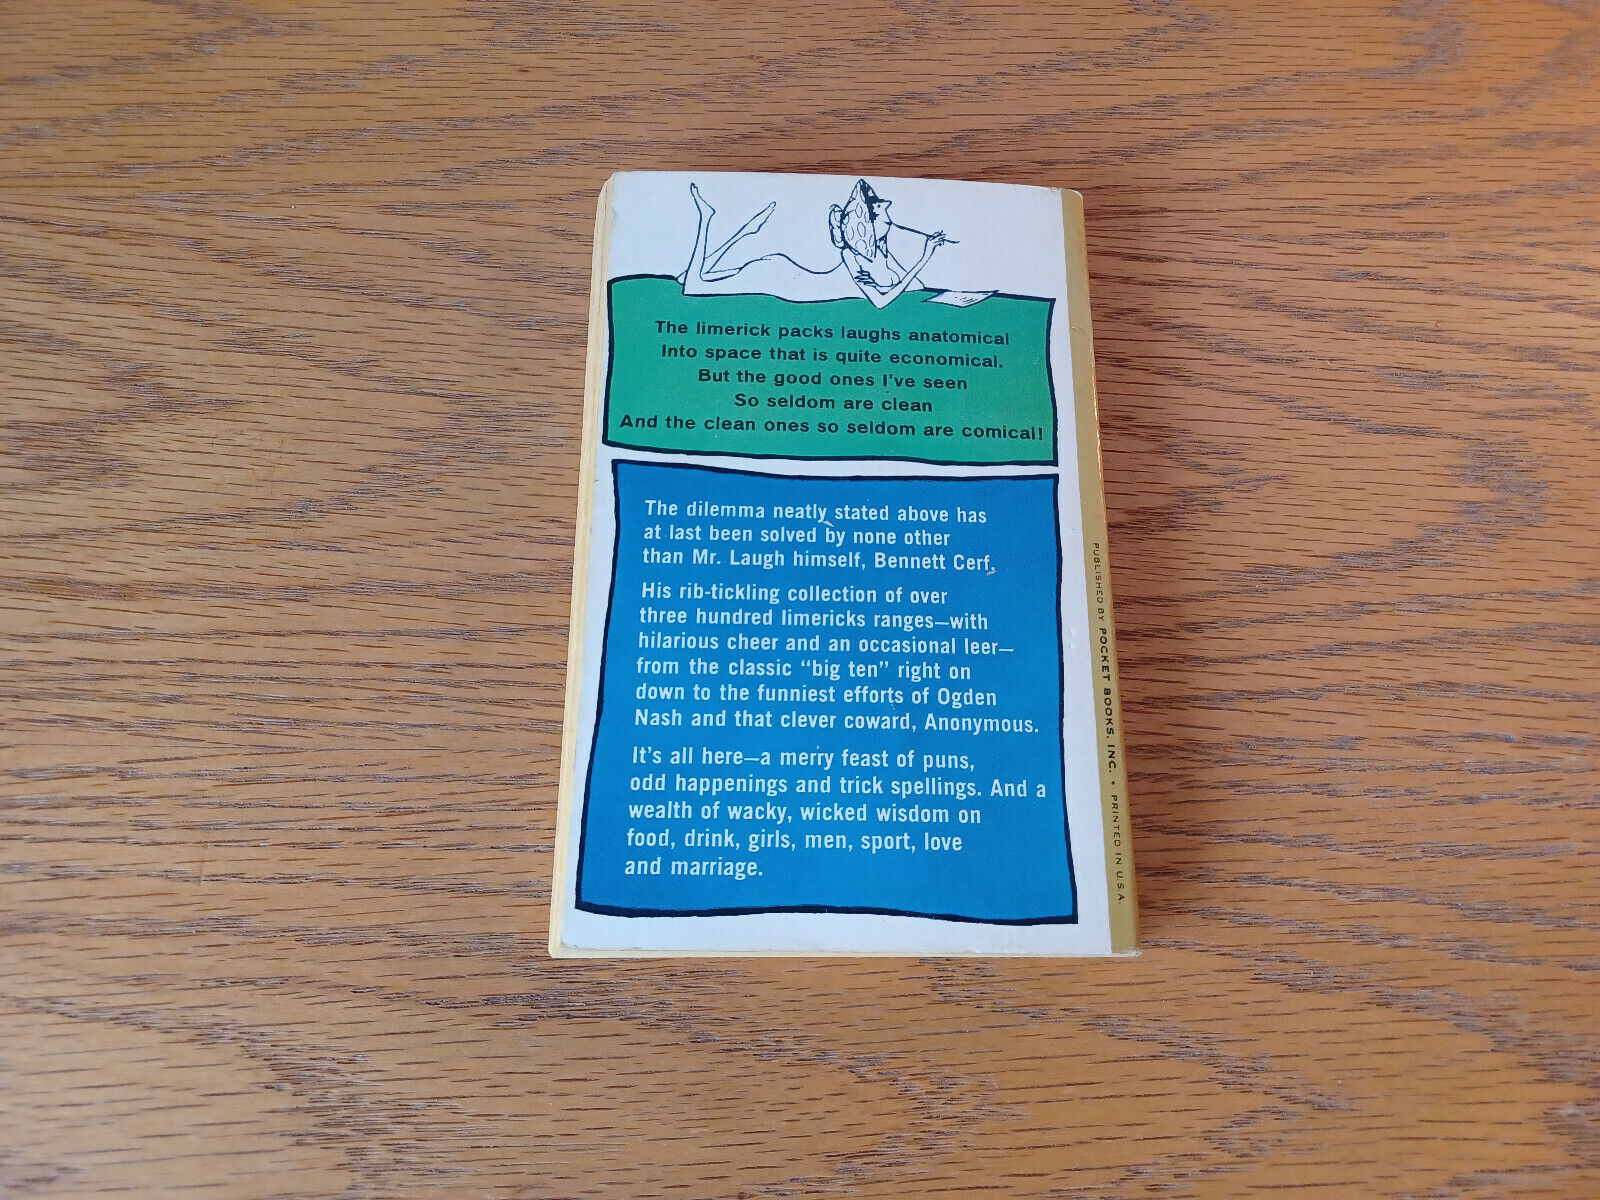 The limerick packs laughs anatomical
Into space that is quite economical.
But the good ones I've seen
So seldom are clean
And the clean ones so seldom are comical!
The dilemma neatly stated above has
at last been solved by none other
than Mr. Laugh himself, Bennett Cerf.
His rib-tickling collection of over
three hundred limericks ranges—with
hilarious cheer and an occasional leer—
from the classic "big ten" right on
down to the funniest efforts of Ogden
Nash and that clever coward, Anonymous.
It's all here—a merry feast of puns,
odd happenings and trick spellings. And a
wealth of wacky, wicked wisdom on
food, drink, girls, men, sport, love
and marriage.
PUBLISHED BY POCKET BOOKS, INC. • PRINTED IN U.S.A.